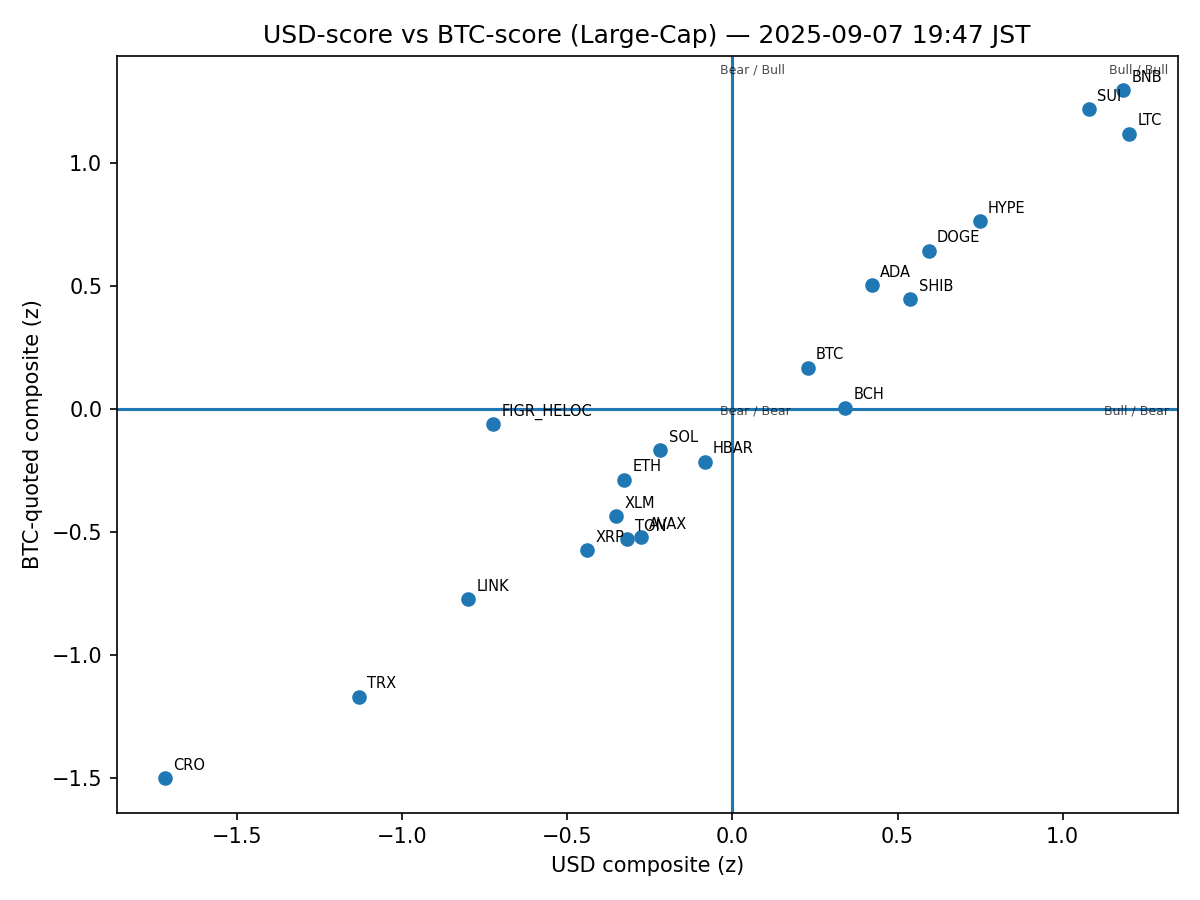 USD-score vs BTC-score (Large-Cap) — 2025-09-07 19:47 JST
Bear / Bull
Bull / Bull
BNB
SUI
LTC
1.0
HYPE
DOGE
ADA
0.5
SHIB
BTC
BCH
0.0
FIGR_HELOC
Bear / Bear
Bull / Bear
SOL
HBAR
ETH
XLM
−0.5
TON
AVAX
XRP
LINK
−1.0
TRX
CRO
−1.5
−1.5
−1.0
−0.5
0.0
0.5
1.0
USD composite (z)
BTC-quoted composite (z)